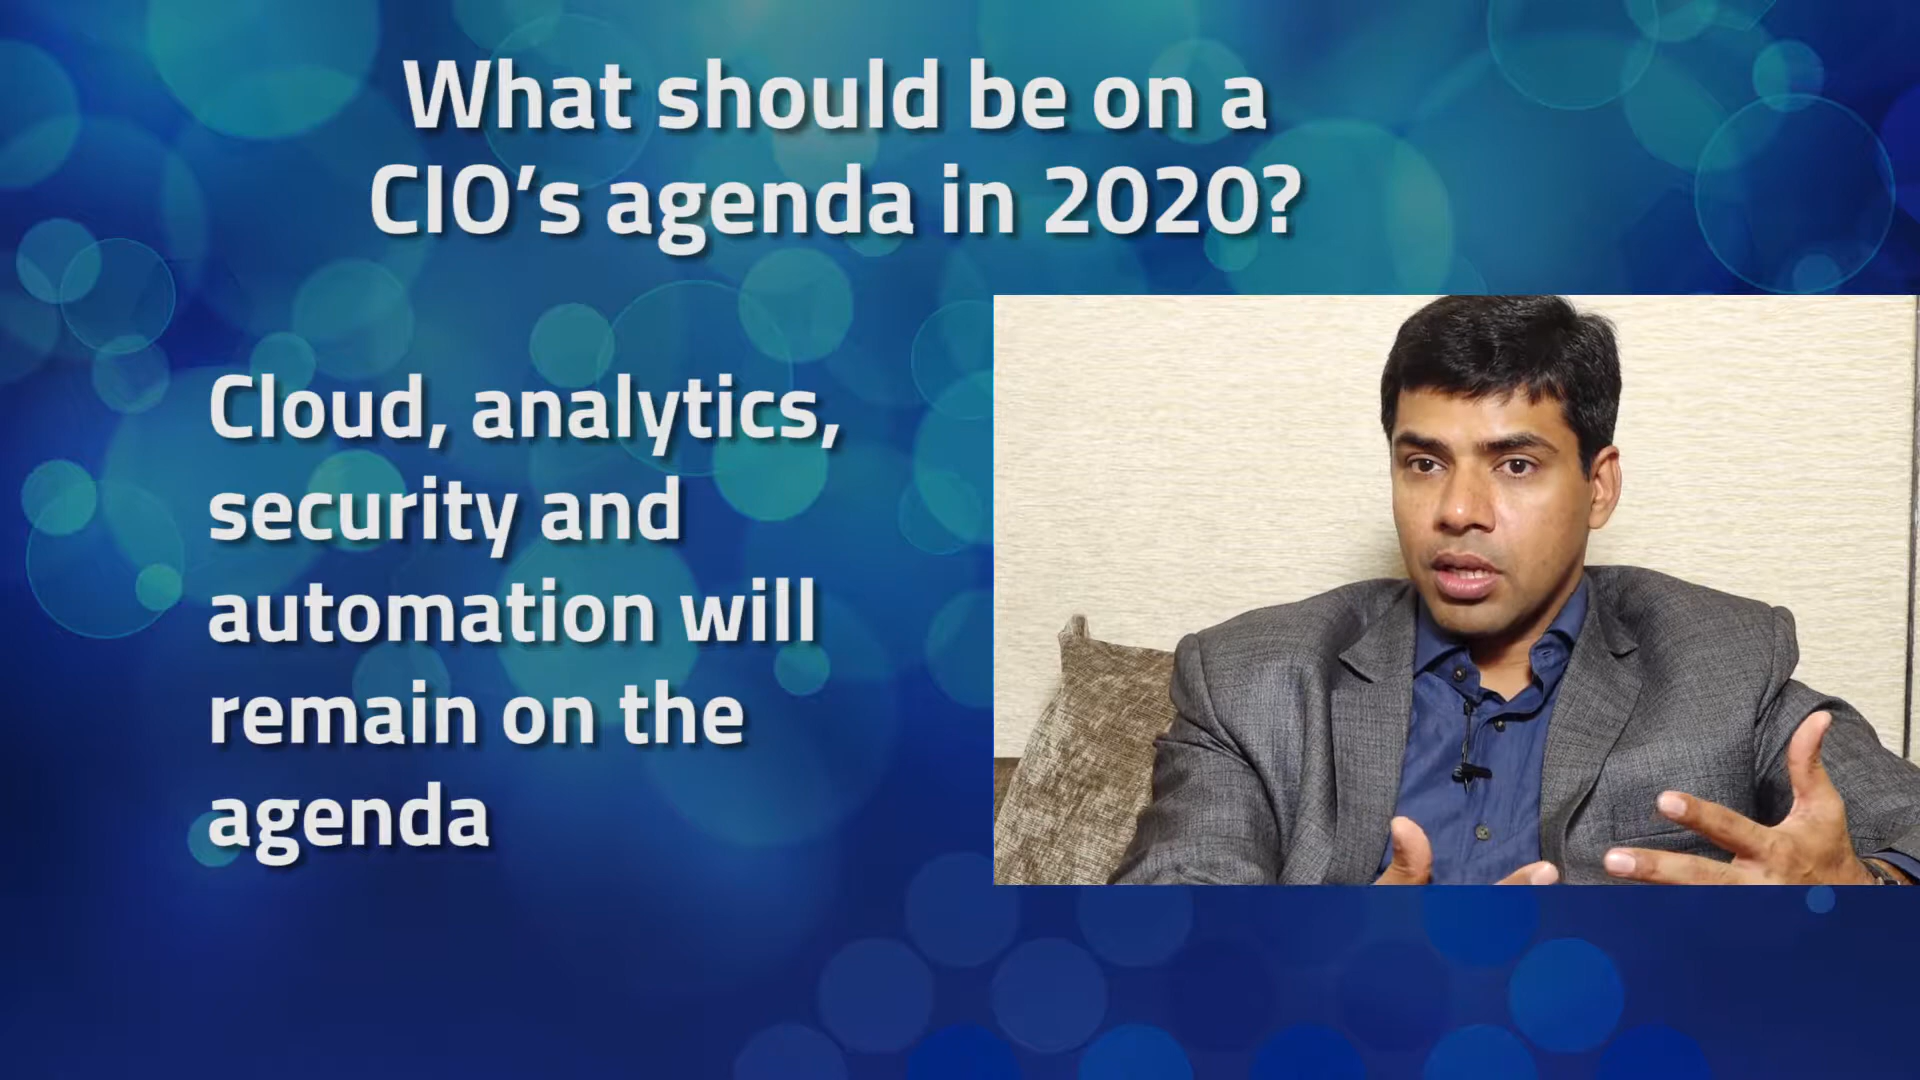 What should be on a
CIO’s agenda in 2020?
Cloud, analytics,
security and
automation will
remain on the
agenda